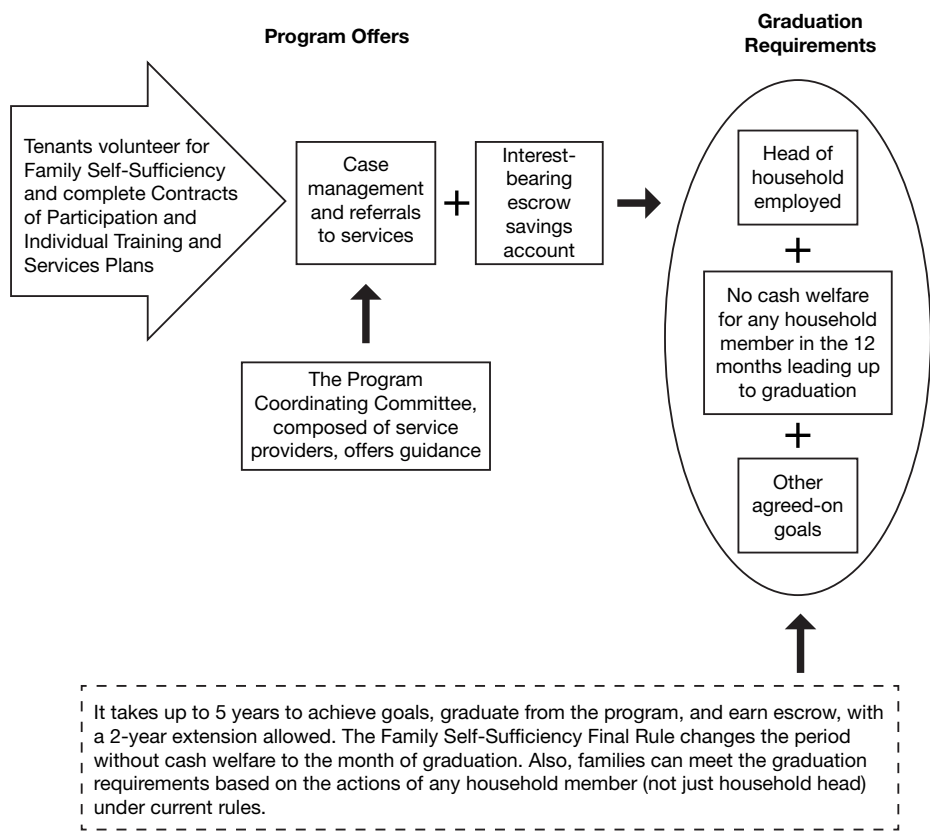 Program Offers
Graduation
Requirements
Tenants volunteer for
Family Self-Sufficiency
and complete Contracts
of Participation and
Individual Training and
Services Plans
Case
management
and referrals
to services
+
Interest-
bearing
escrow
savings
account
Head of
household
employed
+
No cash welfare
for any household
member in the 12
months leading up
to graduation
+
Other
agreed-on
goals
The Program
Coordinating Committee,
composed of service
providers, offers guidance
It takes up to 5 years to achieve goals, graduate from the program, and earn escrow, with
a 2-year extension allowed. The Family Self-Sufficiency Final Rule changes the period
without cash welfare to the month of graduation. Also, families can meet the graduation
requirements based on the actions of any household member (not just household head)
under current rules.